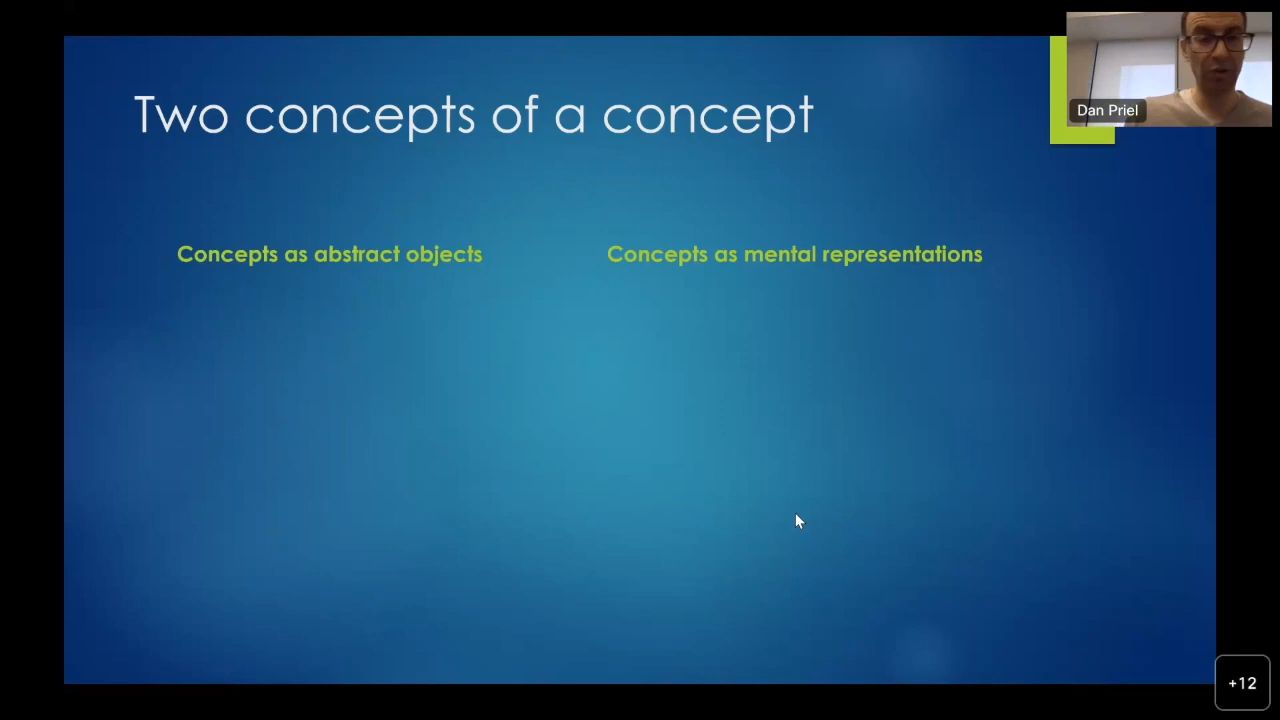 Two concepts of a concept
Dan Priel
Concepts as abstract objects
Concepts as mental representations
+12